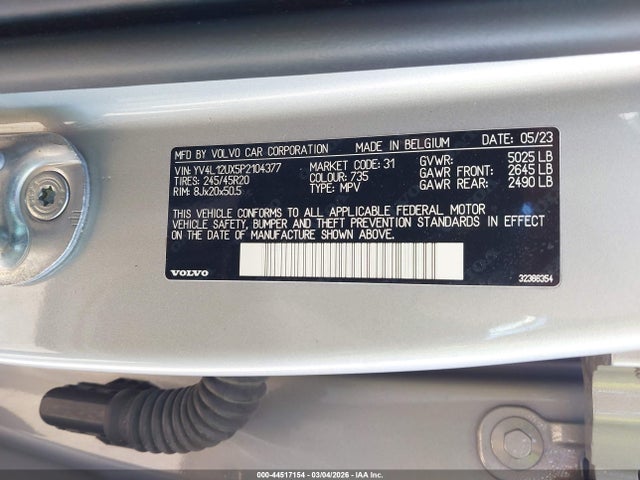 MFD BY VOLVO CAR CORPORATION MADE IN BELGIUM DATE: 05/23
VIN: YV4L12UX5P2104377 MARKET CODE: 31 GVWR: 5025 LB
TIRES: 245/45R20 COLOUR: 735 GAWR FRONT: 2645 LB
RIM: 8Jx20x50.5 TYPE: MPV GAWR REAR: 2490 LB
THIS VEHICLE CONFORMS TO ALL APPLICABLE FEDERAL MOTOR
VEHICLE SAFETY, BUMPER AND THEFT PREVENTION STANDARDS IN EFFECT
ON THE DATE OF MANUFACTURE SHOWN ABOVE.
VOLVO 32366354
000-44517154 - 03/04/2026 - IAA Inc.